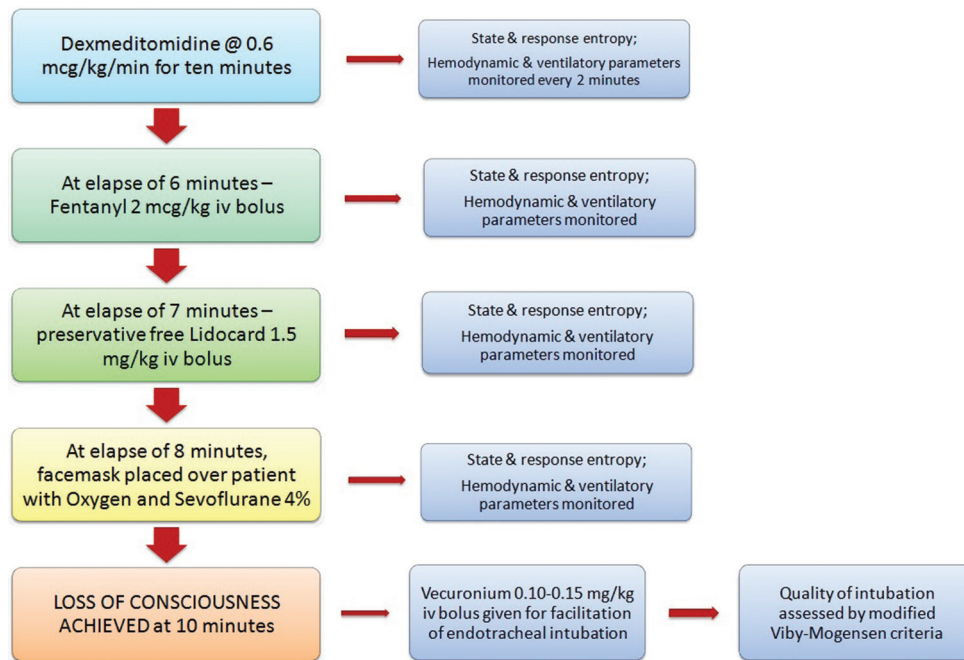 Dexmeditomidine @ 0.6
mcg/kg/min for ten minutes
State & response entropy;
Hemodynamic & ventilatory parameters
monitored every 2 minutes
At elapse of 6 minutes –
Fentanyl 2 mcg/kg iv bolus
State & response entropy;
Hemodynamic & ventilatory
parameters monitored
At elapse of 7 minutes –
preservative free Lidocard 1.5
mg/kg iv bolus
State & response entropy;
Hemodynamic & ventilatory
parameters monitored
At elapse of 8 minutes,
facemask placed over patient
with Oxygen and Sevoflurane 4%
State & response entropy;
Hemodynamic & ventilatory
parameters monitored
LOSS OF CONSCIOUSNESS
ACHIEVED at 10 minutes
Vecuronium 0.10-0.15 mg/kg
iv bolus given for facilitation
of endotracheal intubation
Quality of intubation
assessed by modified
Viby-Mogensen criteria